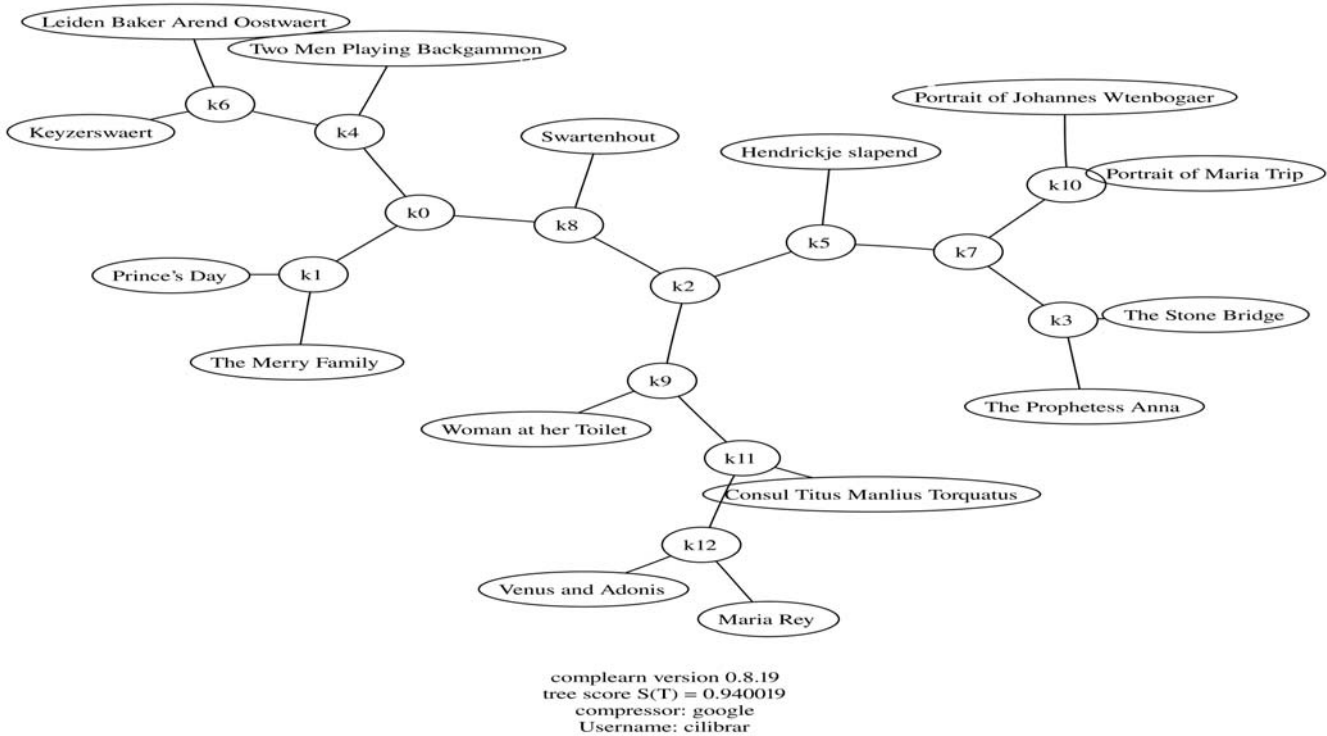 Leiden Baker Arend Oostwaert
Two Men Playing Backgammon
Portrait of Johannes Wtenbogaer
k6
Keyzerswaert
k4
Swartenhout
Hendrickje slapend
k10
Portrait of Maria Trip
k0
k8
k5
k7
Prince's Day
k1
k2
k3
The Stone Bridge
The Merry Family
k9
The Prophetess Anna
Woman at her Toilet
k11
Consul Titus Manlius Torquatus
k12
Venus and Adonis
Maria Rey
complearn version 0.8.19
tree score S(T) = 0.940019
compressor: google
Username: cilibrar